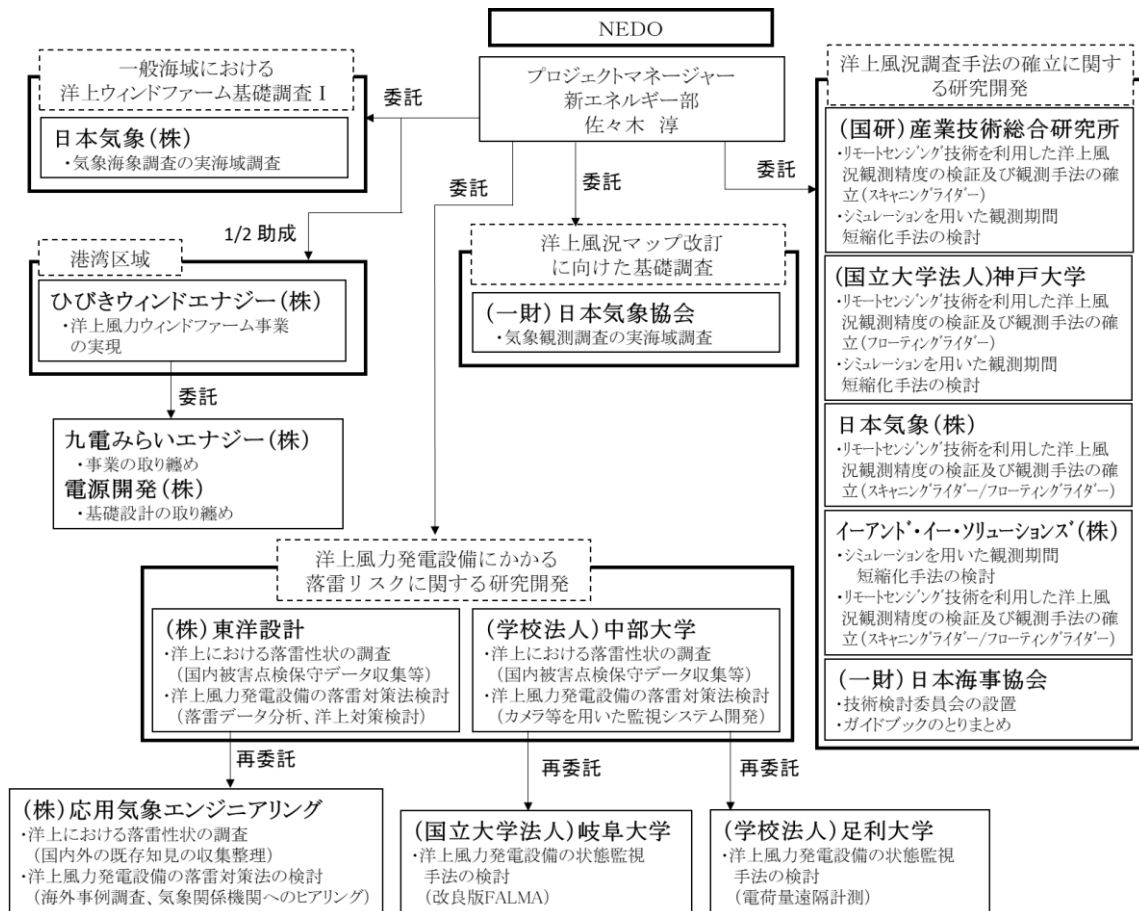 NEDO
プロジェクトマネージャー
新エネルギー部
佐々木 淳
一般海域における
洋上ウィンドファーム基礎調査Ⅰ
委託
日本気象(株)
・気象海象調査の実海域調査
1/2 助成
港湾区域
ひびきウィンドエナジー(株)
・洋上風力ウィンドファーム事業
の実現
委託
九電みらいエナジー(株)
・事業の取り纏め
電源開発(株)
・基礎設計の取り纏め
委託
洋上風力発電設備にかかる
落雷リスクに関する研究開発
(株)東洋設計
・洋上における落雷性状の調査
(国内被害点検保守データ収集等)
・洋上風力発電設備の落雷対策法検討
(落雷データ分析、洋上対策検討)
(学校法人)中部大学
・洋上における落雷性状の調査
(国内被害点検保守データ収集等)
・洋上風力発電設備の落雷対策法検討
(カメラ等を用いた監視システム開発)
再委託
再委託
再委託
(株)応用気象エンジニアリング
・洋上における落雷性状の調査
(国内外の既存知見の収集整理)
・洋上風力発電設備の落雷対策法の検討
(海外事例調査、気象関係機関へのヒアリング)
(国立大学法人)岐阜大学
・洋上風力発電設備の状態監視
手法の検討
(改良版FALMA)
(学校法人)足利大学
・洋上風力発電設備の状態監視
手法の検討
(電荷量遠隔計測)
委託
洋上風況マップ改訂
に向けた基礎調査
(一財)日本気象協会
・気象観測調査の実海域調査
委託
洋上風況調査手法の確立に関す
る研究開発
(国研)産業技術総合研究所
・リモートセンジング技術を利用した洋上風
況観測精度の検証及び観測手法の確
立(スキャニングライダー)
・シミュレーションを用いた観測期間
短縮化手法の検討
(国立大学法人)神戸大学
・リモートセンジング技術を利用した洋上風
況観測精度の検証及び観測手法の確
立(フローティングライダー)
・シミュレーションを用いた観測期間
短縮化手法の検討
日本気象(株)
・リモートセンジング技術を利用した洋上風
況観測精度の検証及び観測手法の確
立(スキャニングライダー/フローティングライダー)
イーアンド・イー・ソリューションズ(株)
・シミュレーションを用いた観測期間
短縮化手法の検討
・リモートセンジング技術を利用した洋上風
況観測精度の検証及び観測手法の確
立(スキャニングライダー/フローティングライダー)
(一財)日本海事協会
・技術検討委員会の設置
・ガイドブックのとりまとめ